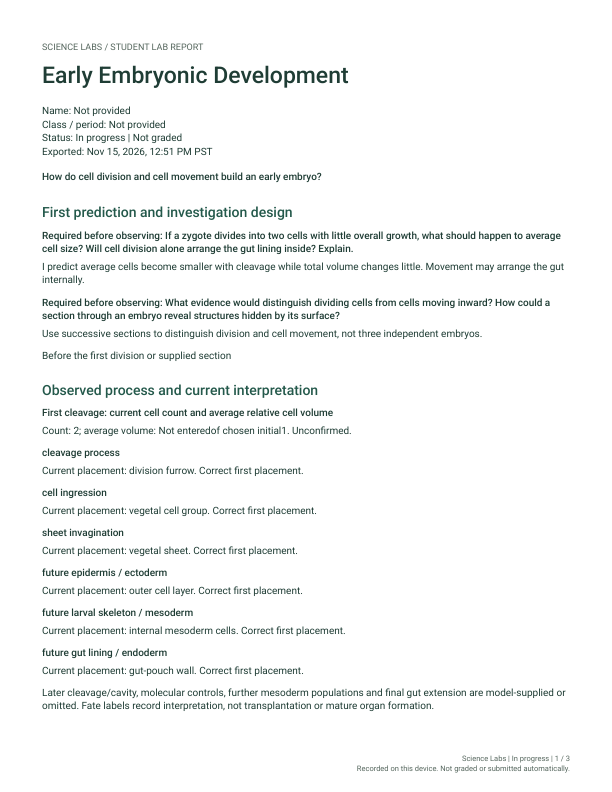 SCIENCE LABS / STUDENT LAB REPORT
Early Embryonic Development
Name: Not provided
Class / period: Not provided
Status: In progress | Not graded
Exported: Nov 15, 2026, 12:51 PM PST
How do cell division and cell movement build an early embryo?
First prediction and investigation design
Required before observing: If a zygote divides into two cells with little overall growth, what should happen to average
cell size? Will cell division alone arrange the gut lining inside? Explain.
I predict average cells become smaller with cleavage while total volume changes little. Movement may arrange the gut
internally.
Required before observing: What evidence would distinguish dividing cells from cells moving inward? How could a
section through an embryo reveal structures hidden by its surface?
Use successive sections to distinguish division and cell movement, not three independent embryos.
Before the first division or supplied section
Observed process and current interpretation
First cleavage: current cell count and average relative cell volume
Count: 2; average volume: Not enteredof chosen initial1. Unconfirmed.
cleavage process
Current placement: division furrow. Correct first placement.
cell ingression
Current placement: vegetal cell group. Correct first placement.
sheet invagination
Current placement: vegetal sheet. Correct first placement.
future epidermis / ectoderm
Current placement: outer cell layer. Correct first placement.
future larval skeleton / mesoderm
Current placement: internal mesoderm cells. Correct first placement.
future gut lining / endoderm
Current placement: gut-pouch wall. Correct first placement.
Later cleavage/cavity, molecular controls, further mesoderm populations and final gut extension are model-supplied or
omitted. Fate labels record interpretation, not transplantation or mature organ formation.
Science Labs | In progress | 1 / 3
Recorded on this device. Not graded or submitted automatically.